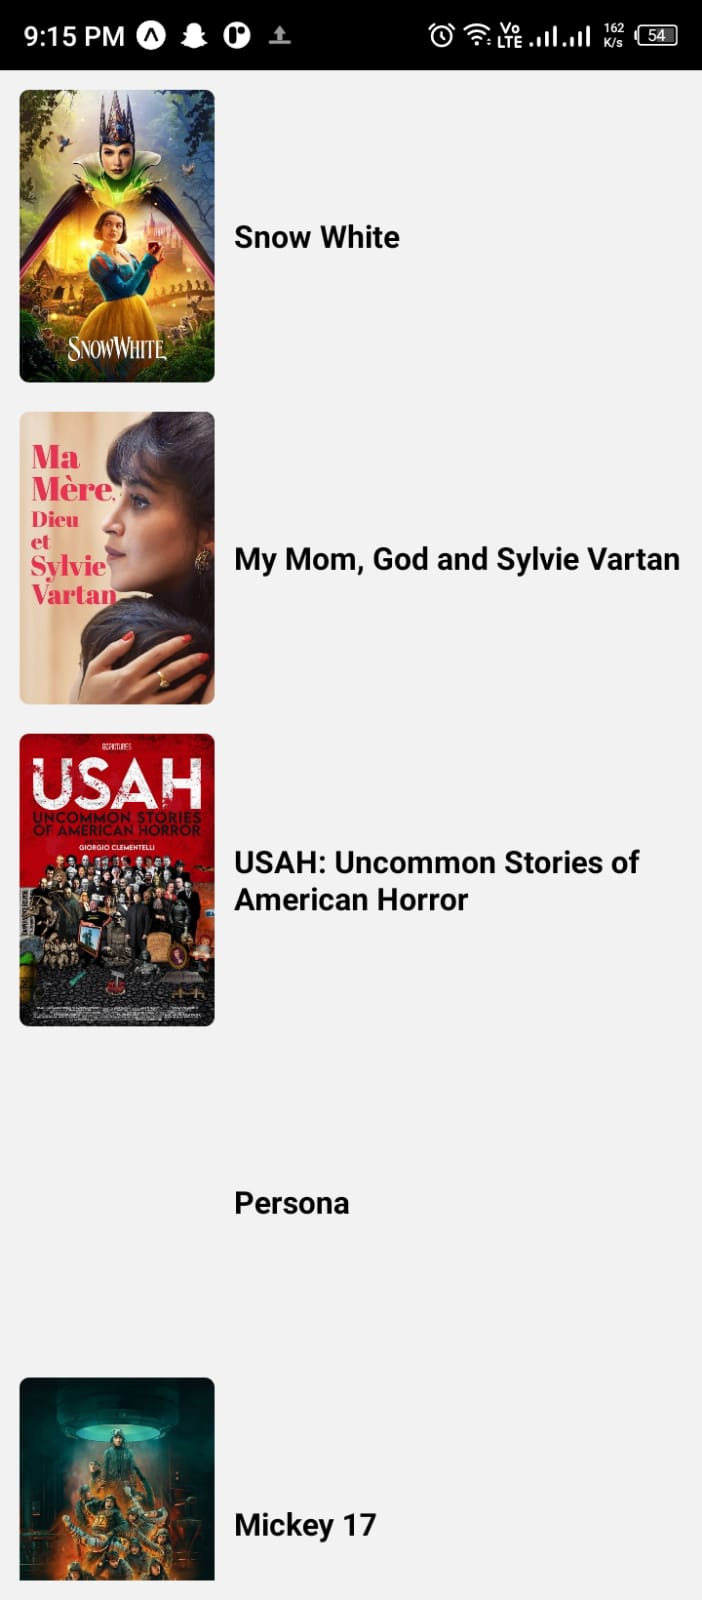 9:15 PM
Vo
LTE
162
K/s
54
SNOW WHITE
Snow White
Ma
Mère,
Dieu
et
Sylvie
Vartan
My Mom, God and Sylvie Vartan
USAH
UNCOMMON STORIES
OF AMERICAN HORROR
GIORGIO CLEMENTELLI
USAH: Uncommon Stories of
American Horror
Persona
Mickey 17